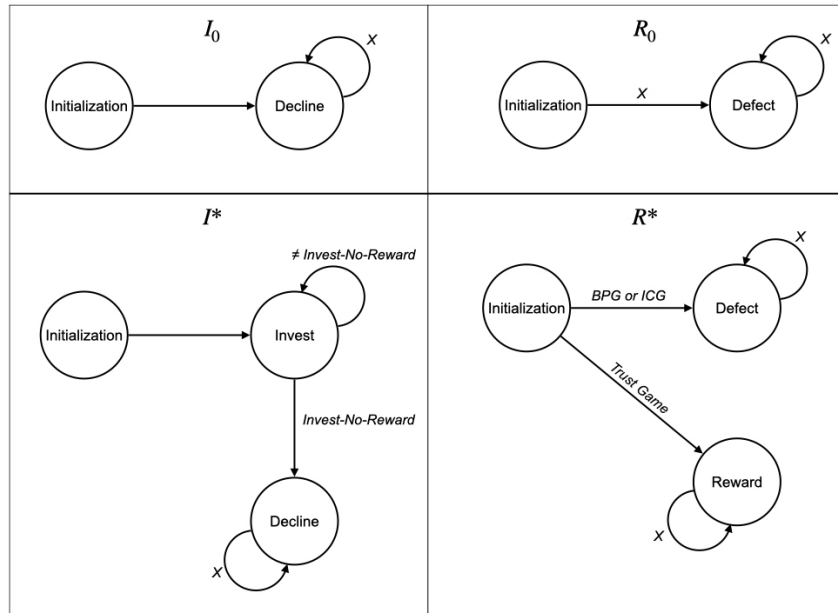 I₀
X
Initialization
Decline
R₀
X
Initialization
X
Defect
I*
≠ Invest-No-Reward
Initialization
Invest
Invest-No-Reward
Decline
X
R*
X
Initialization
BPG or ICG
Defect
Trust Game
Reward
X